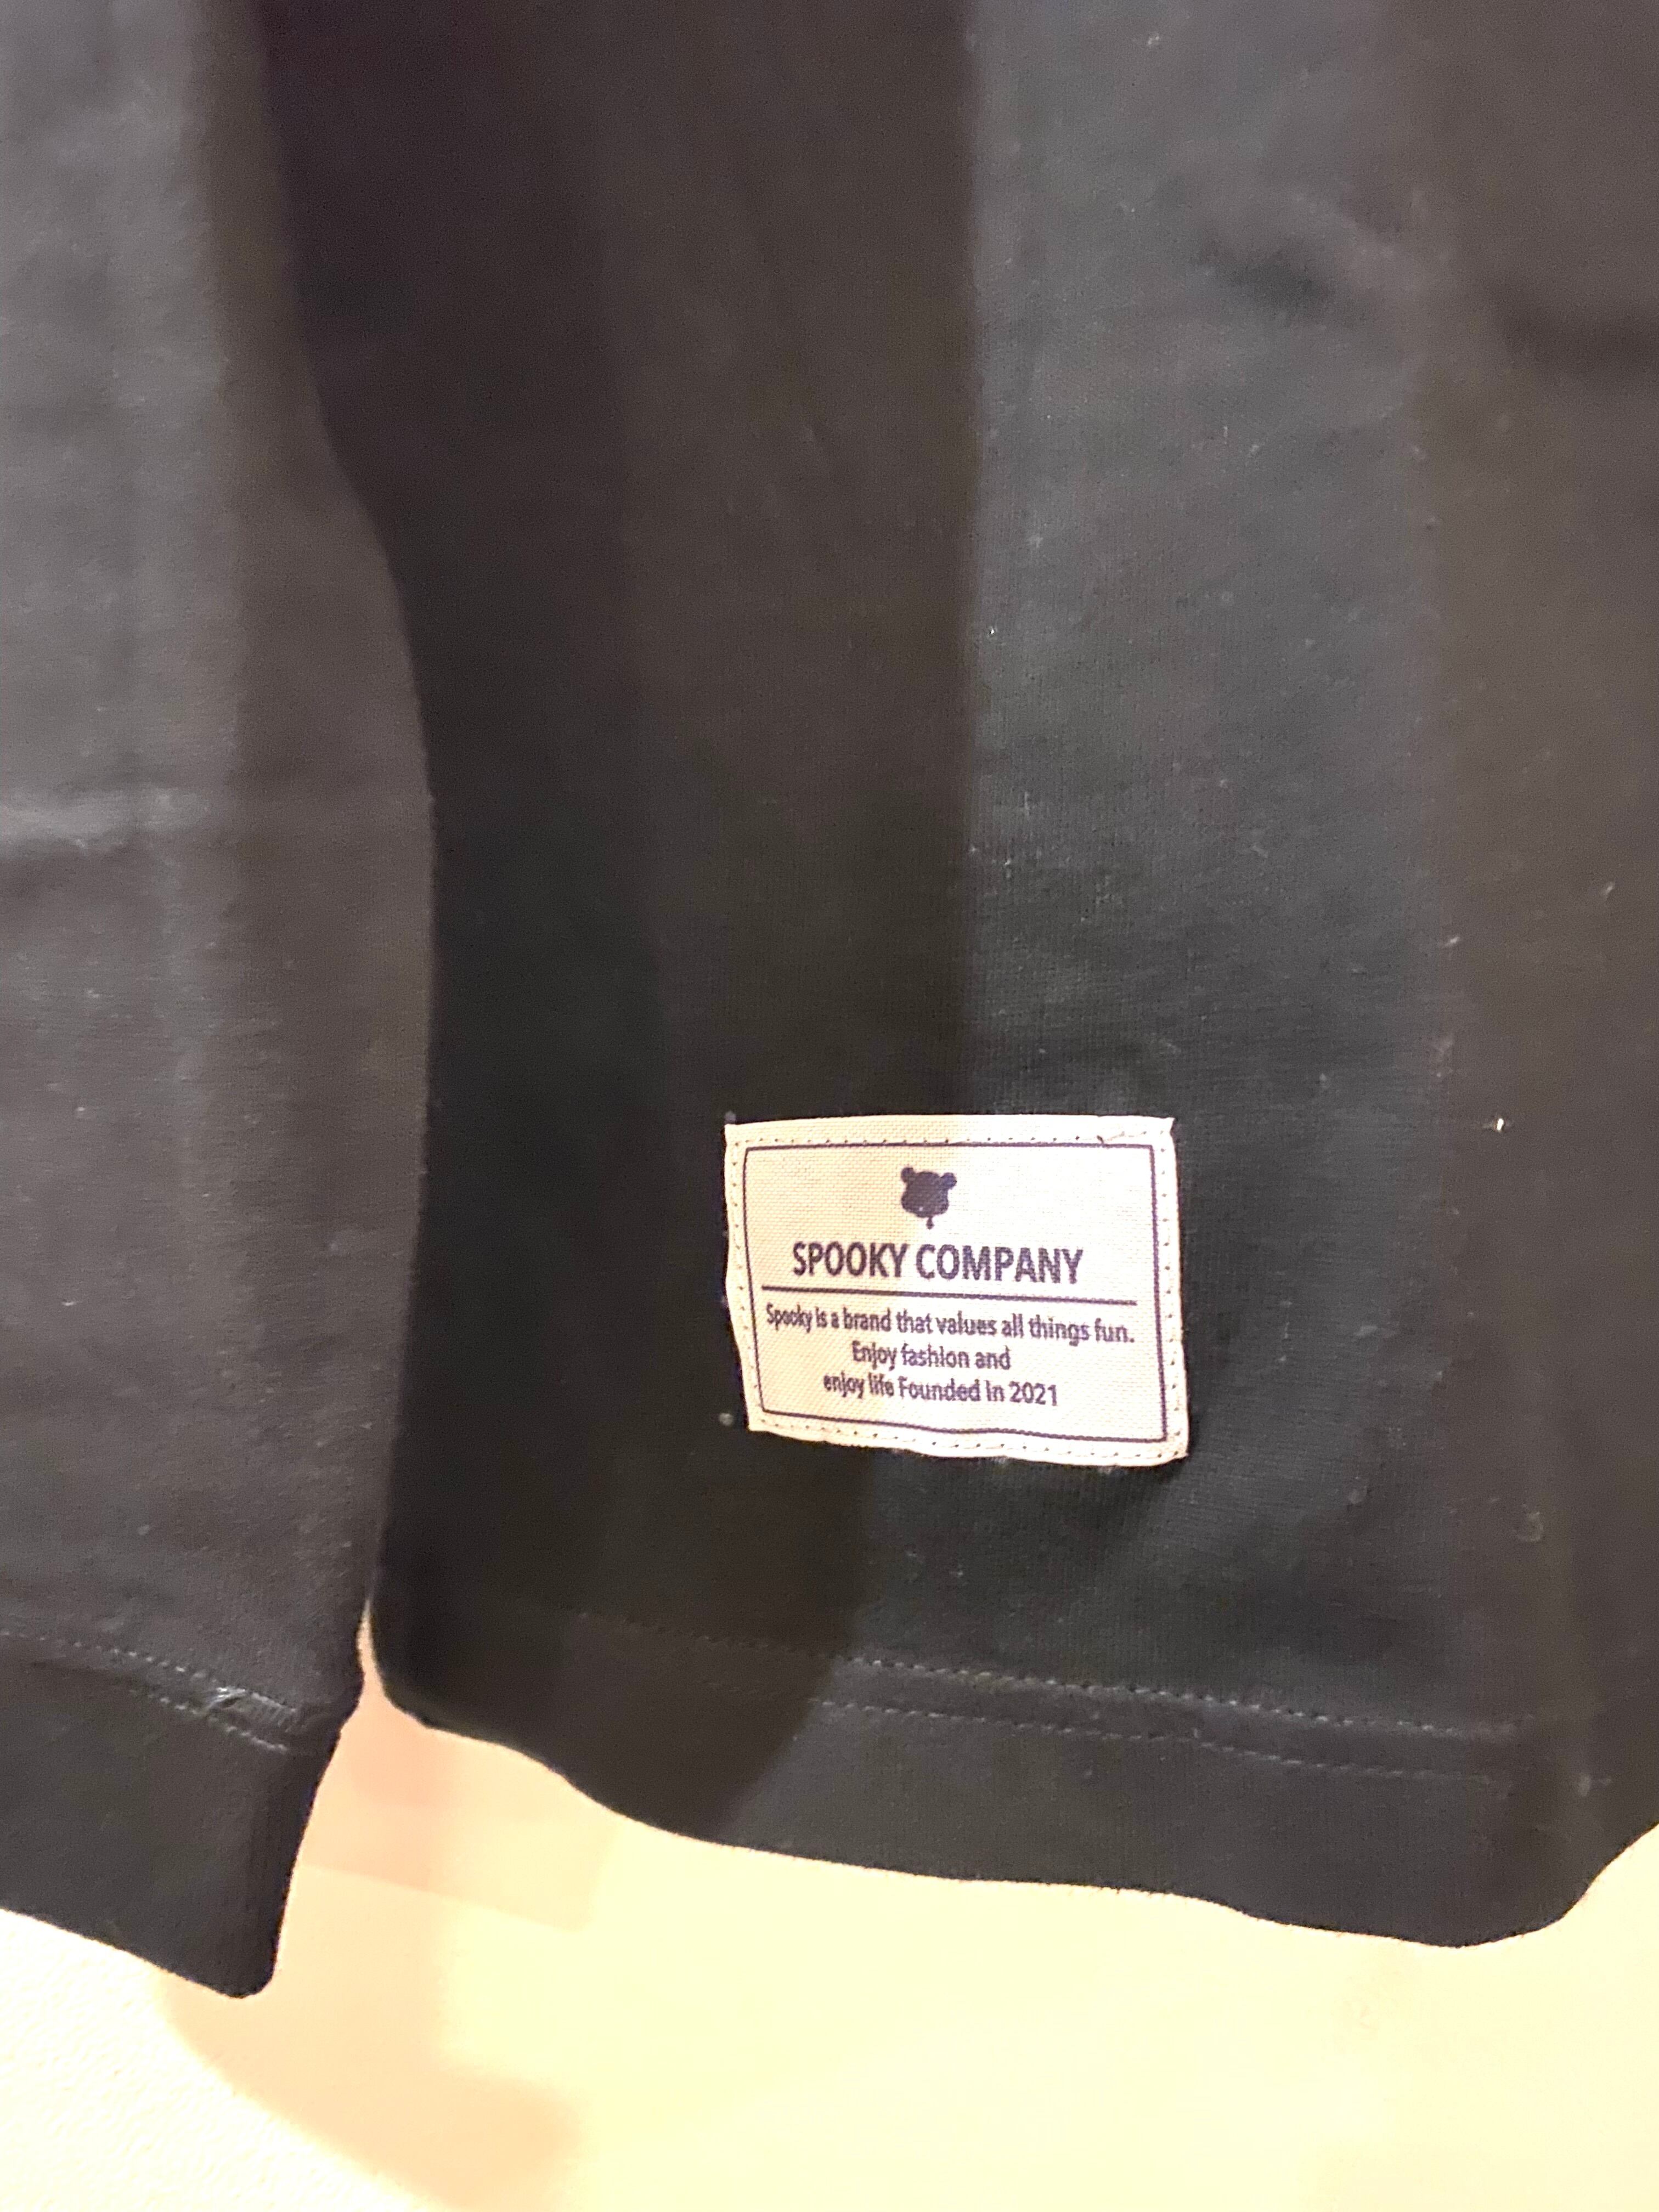 SPOOKY COMPANY
Spooky is a brand that values all things fun.
Enjoy fashion and
enjoy life Founded in 2021